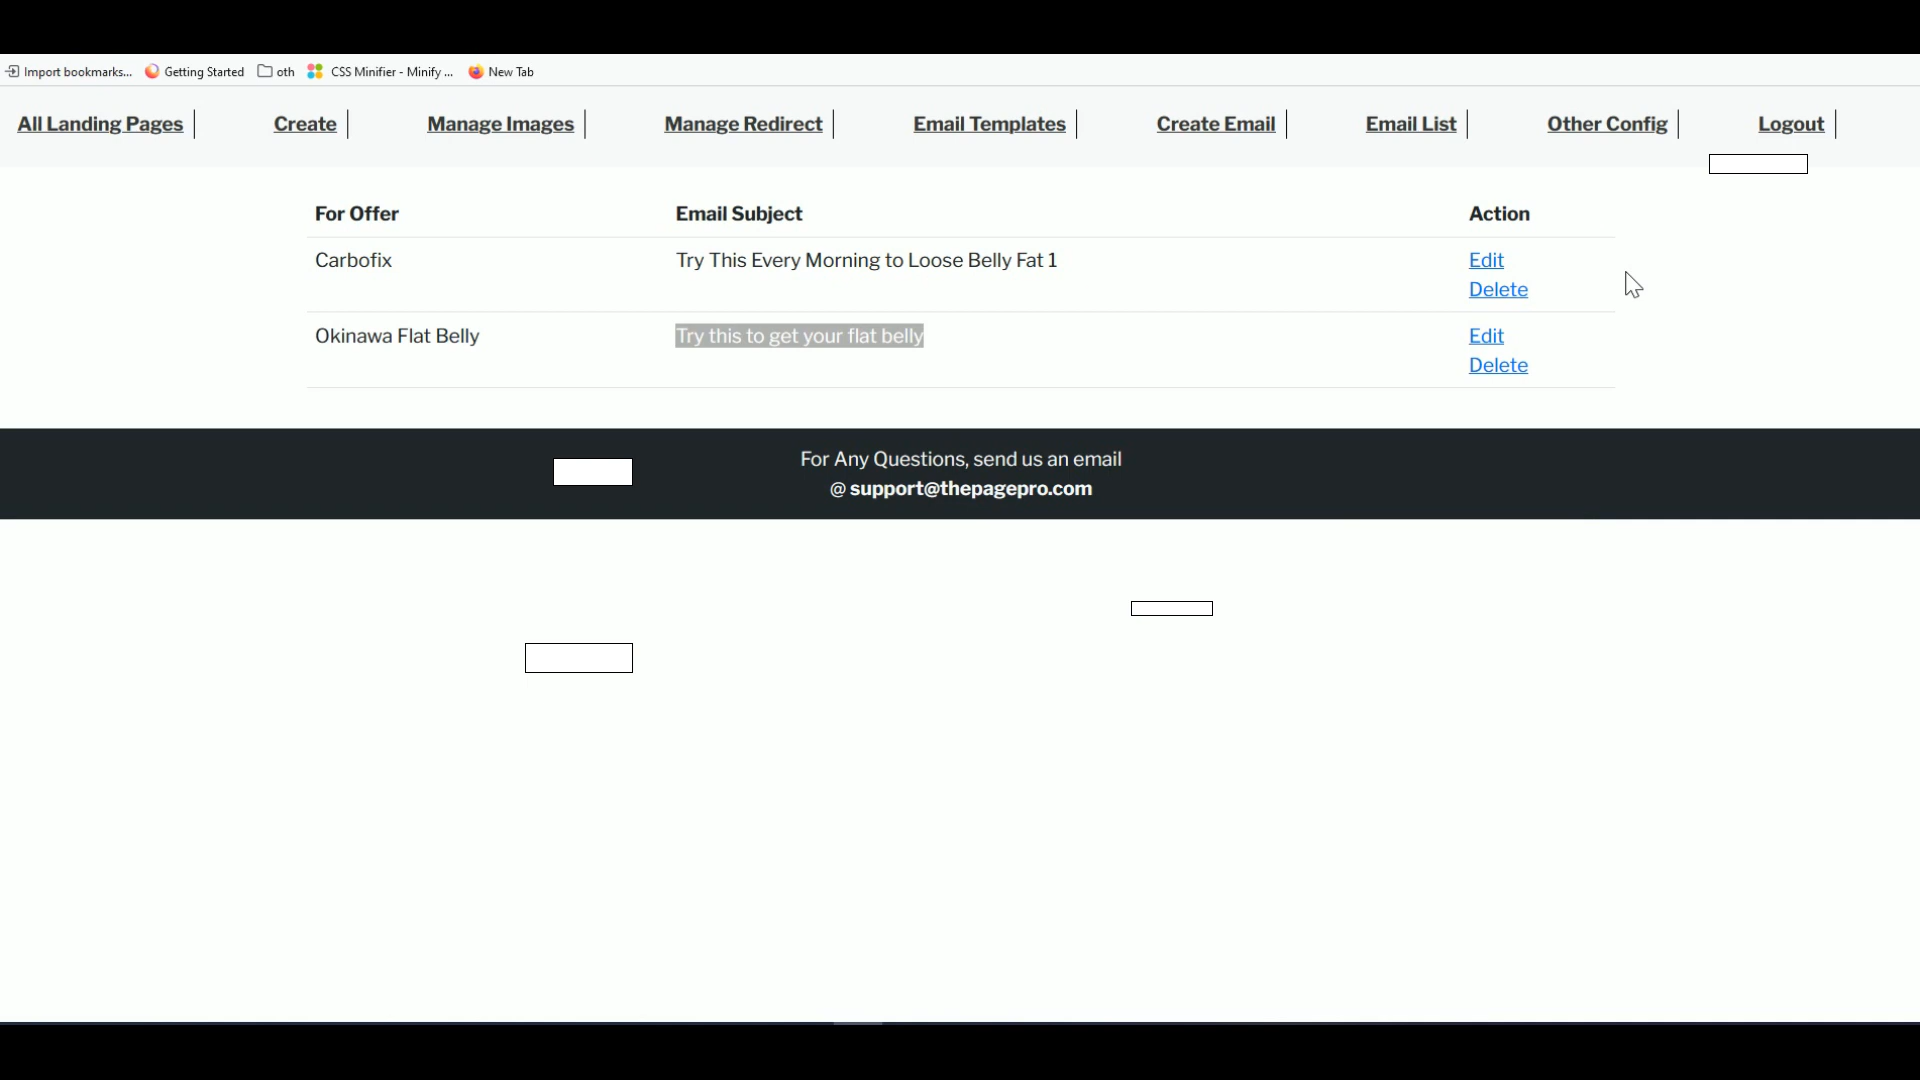 Import bookmarks... Getting Started oth CSS Minifier - Minify ... New Tab
All Landing Pages Create Manage Images Manage Redirect Email Templates Create Email Email List Other Config Logout
For Offer Email Subject Action
Carbofix Try This Every Morning to Loose Belly Fat 1 Edit
Delete
Okinawa Flat Belly Try this to get your flat belly Edit
Delete
For Any Questions, send us an email
@ support@thepagepro.com